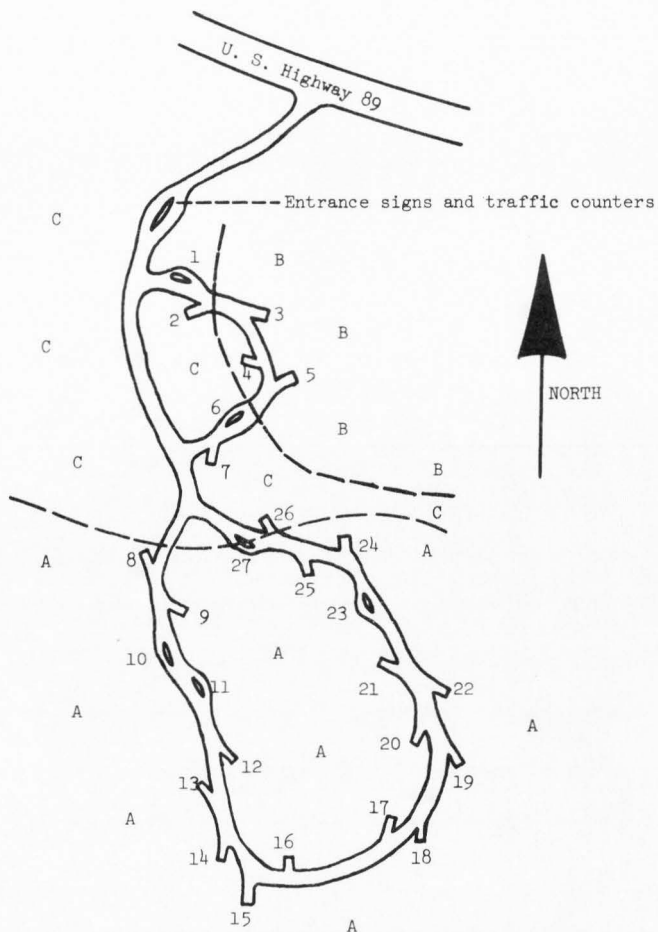 U. S. Highway 89
C
Entrance signs and traffic counters
1
B
2
3
C
B
4
C
5
NORTH
6
B
C
7
B
C
C
26
8
24
A
A
27
25
9
23
10
A
11
21
22
A
A
20
A
12
19
13
17
A
16
18
14
15
A